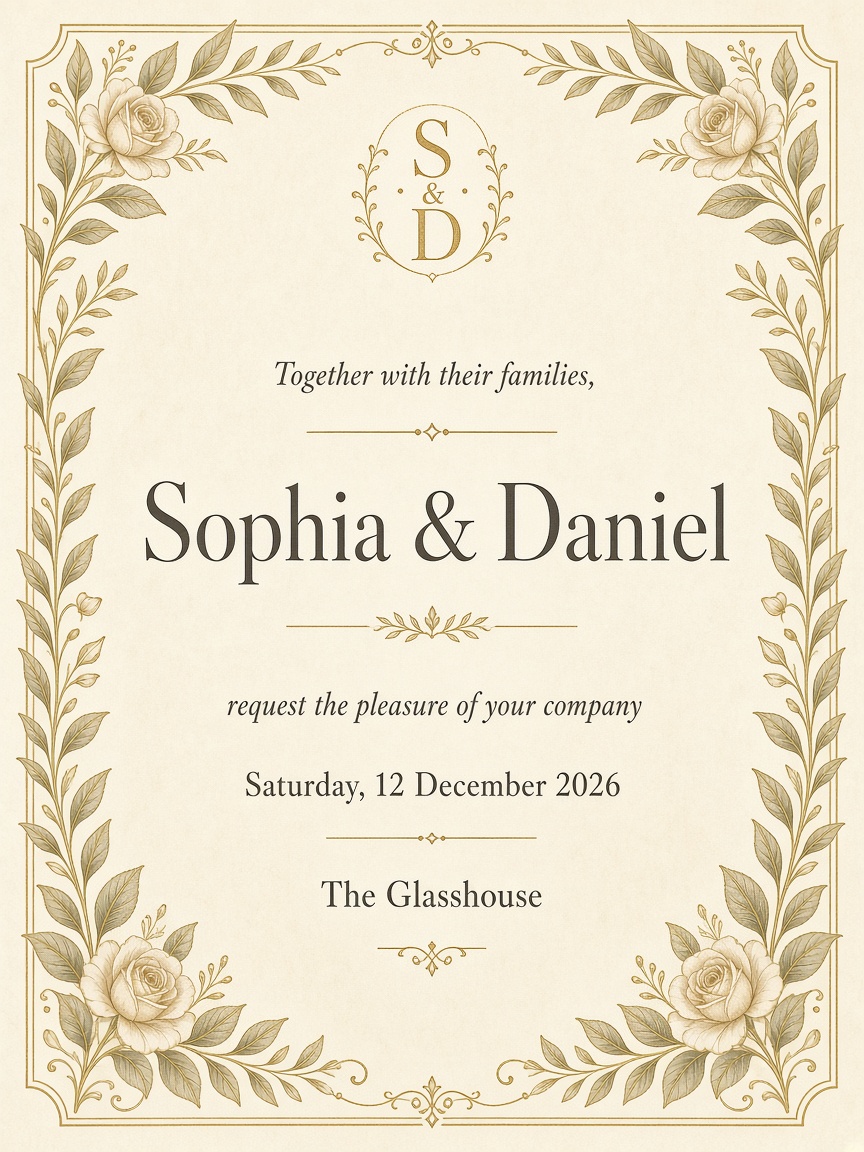 S
&
D
Together with their families,
Sophia & Daniel
request the pleasure of your company
Saturday, 12 December 2026
The Glasshouse